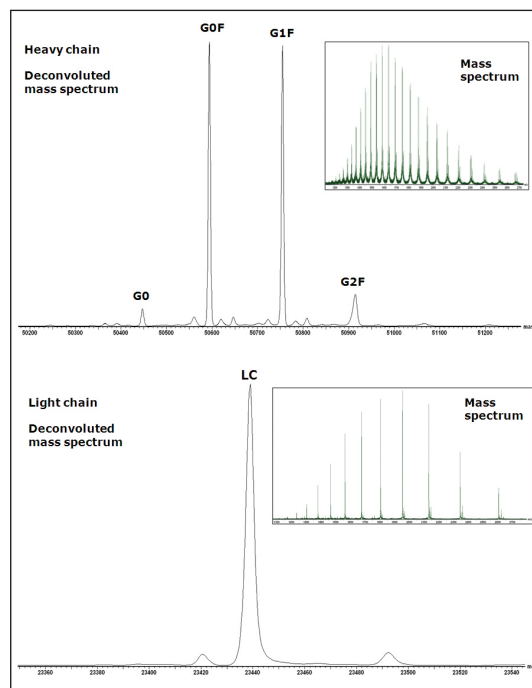 G0F
G1F
Heavy chain
Deconvoluted
mass spectrum
Mass
spectrum
G0
G2F
50200 50300 50400 50500 50600 50700 50800 50900 51000 51100 51200
LC
Light chain
Deconvoluted
mass spectrum
Mass
spectrum
23360 23380 23400 23420 23440 23460 23480 23500 23520 23540